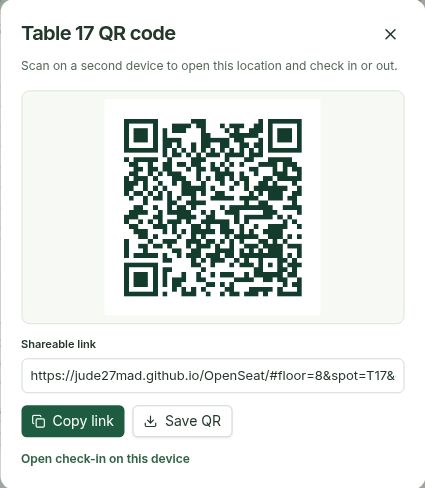 Table 17 QR code
Scan on a second device to open this location and check in or out.
Shareable link
https://jude27mad.github.io/OpenSeat/#floor=8&spot=T17&
Copy link
Save QR
Open check-in on this device